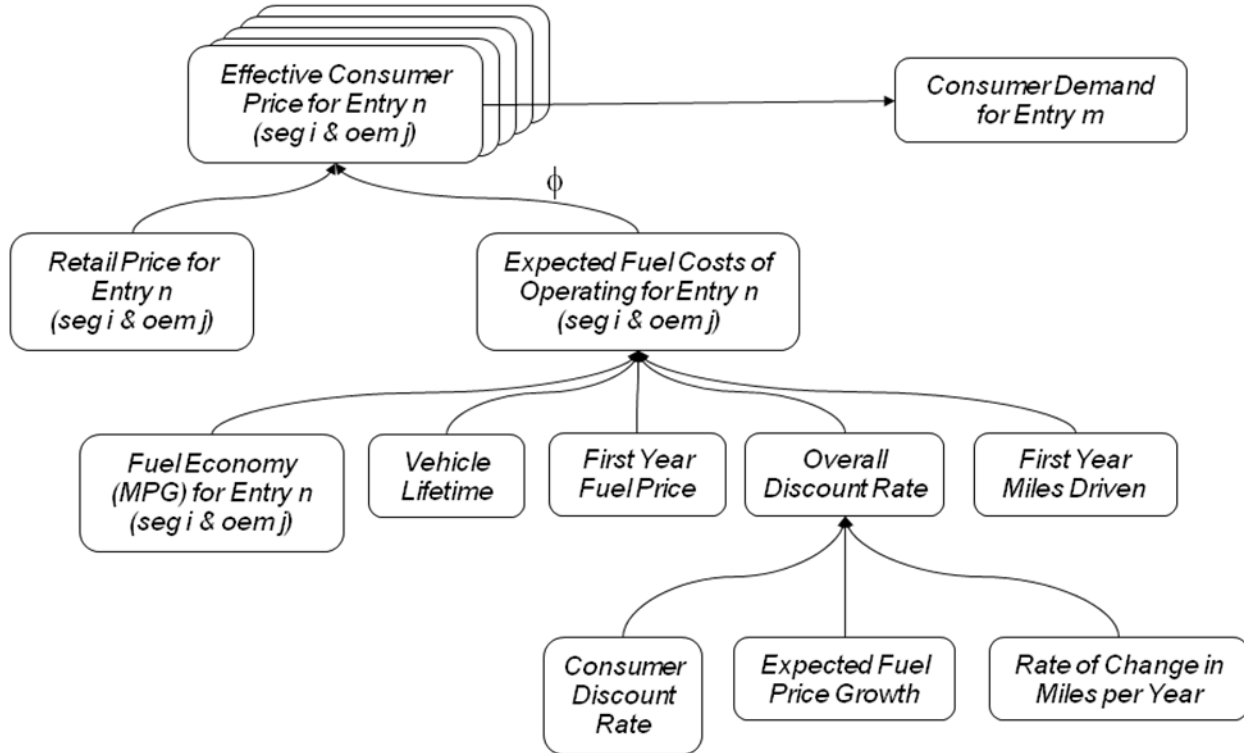 Effective Consumer
Price for Entry n
(seg i & oem j)
Consumer Demand
for Entry m
ϕ
Retail Price for
Entry n
(seg i & oem j)
Expected Fuel Costs of
Operating for Entry n
(seg i & oem j)
Fuel Economy
(MPG) for Entry n
(seg i & oem j)
Vehicle
Lifetime
First Year
Fuel Price
Overall
Discount Rate
First Year
Miles Driven
Consumer
Discount
Rate
Expected Fuel
Price Growth
Rate of Change in
Miles per Year